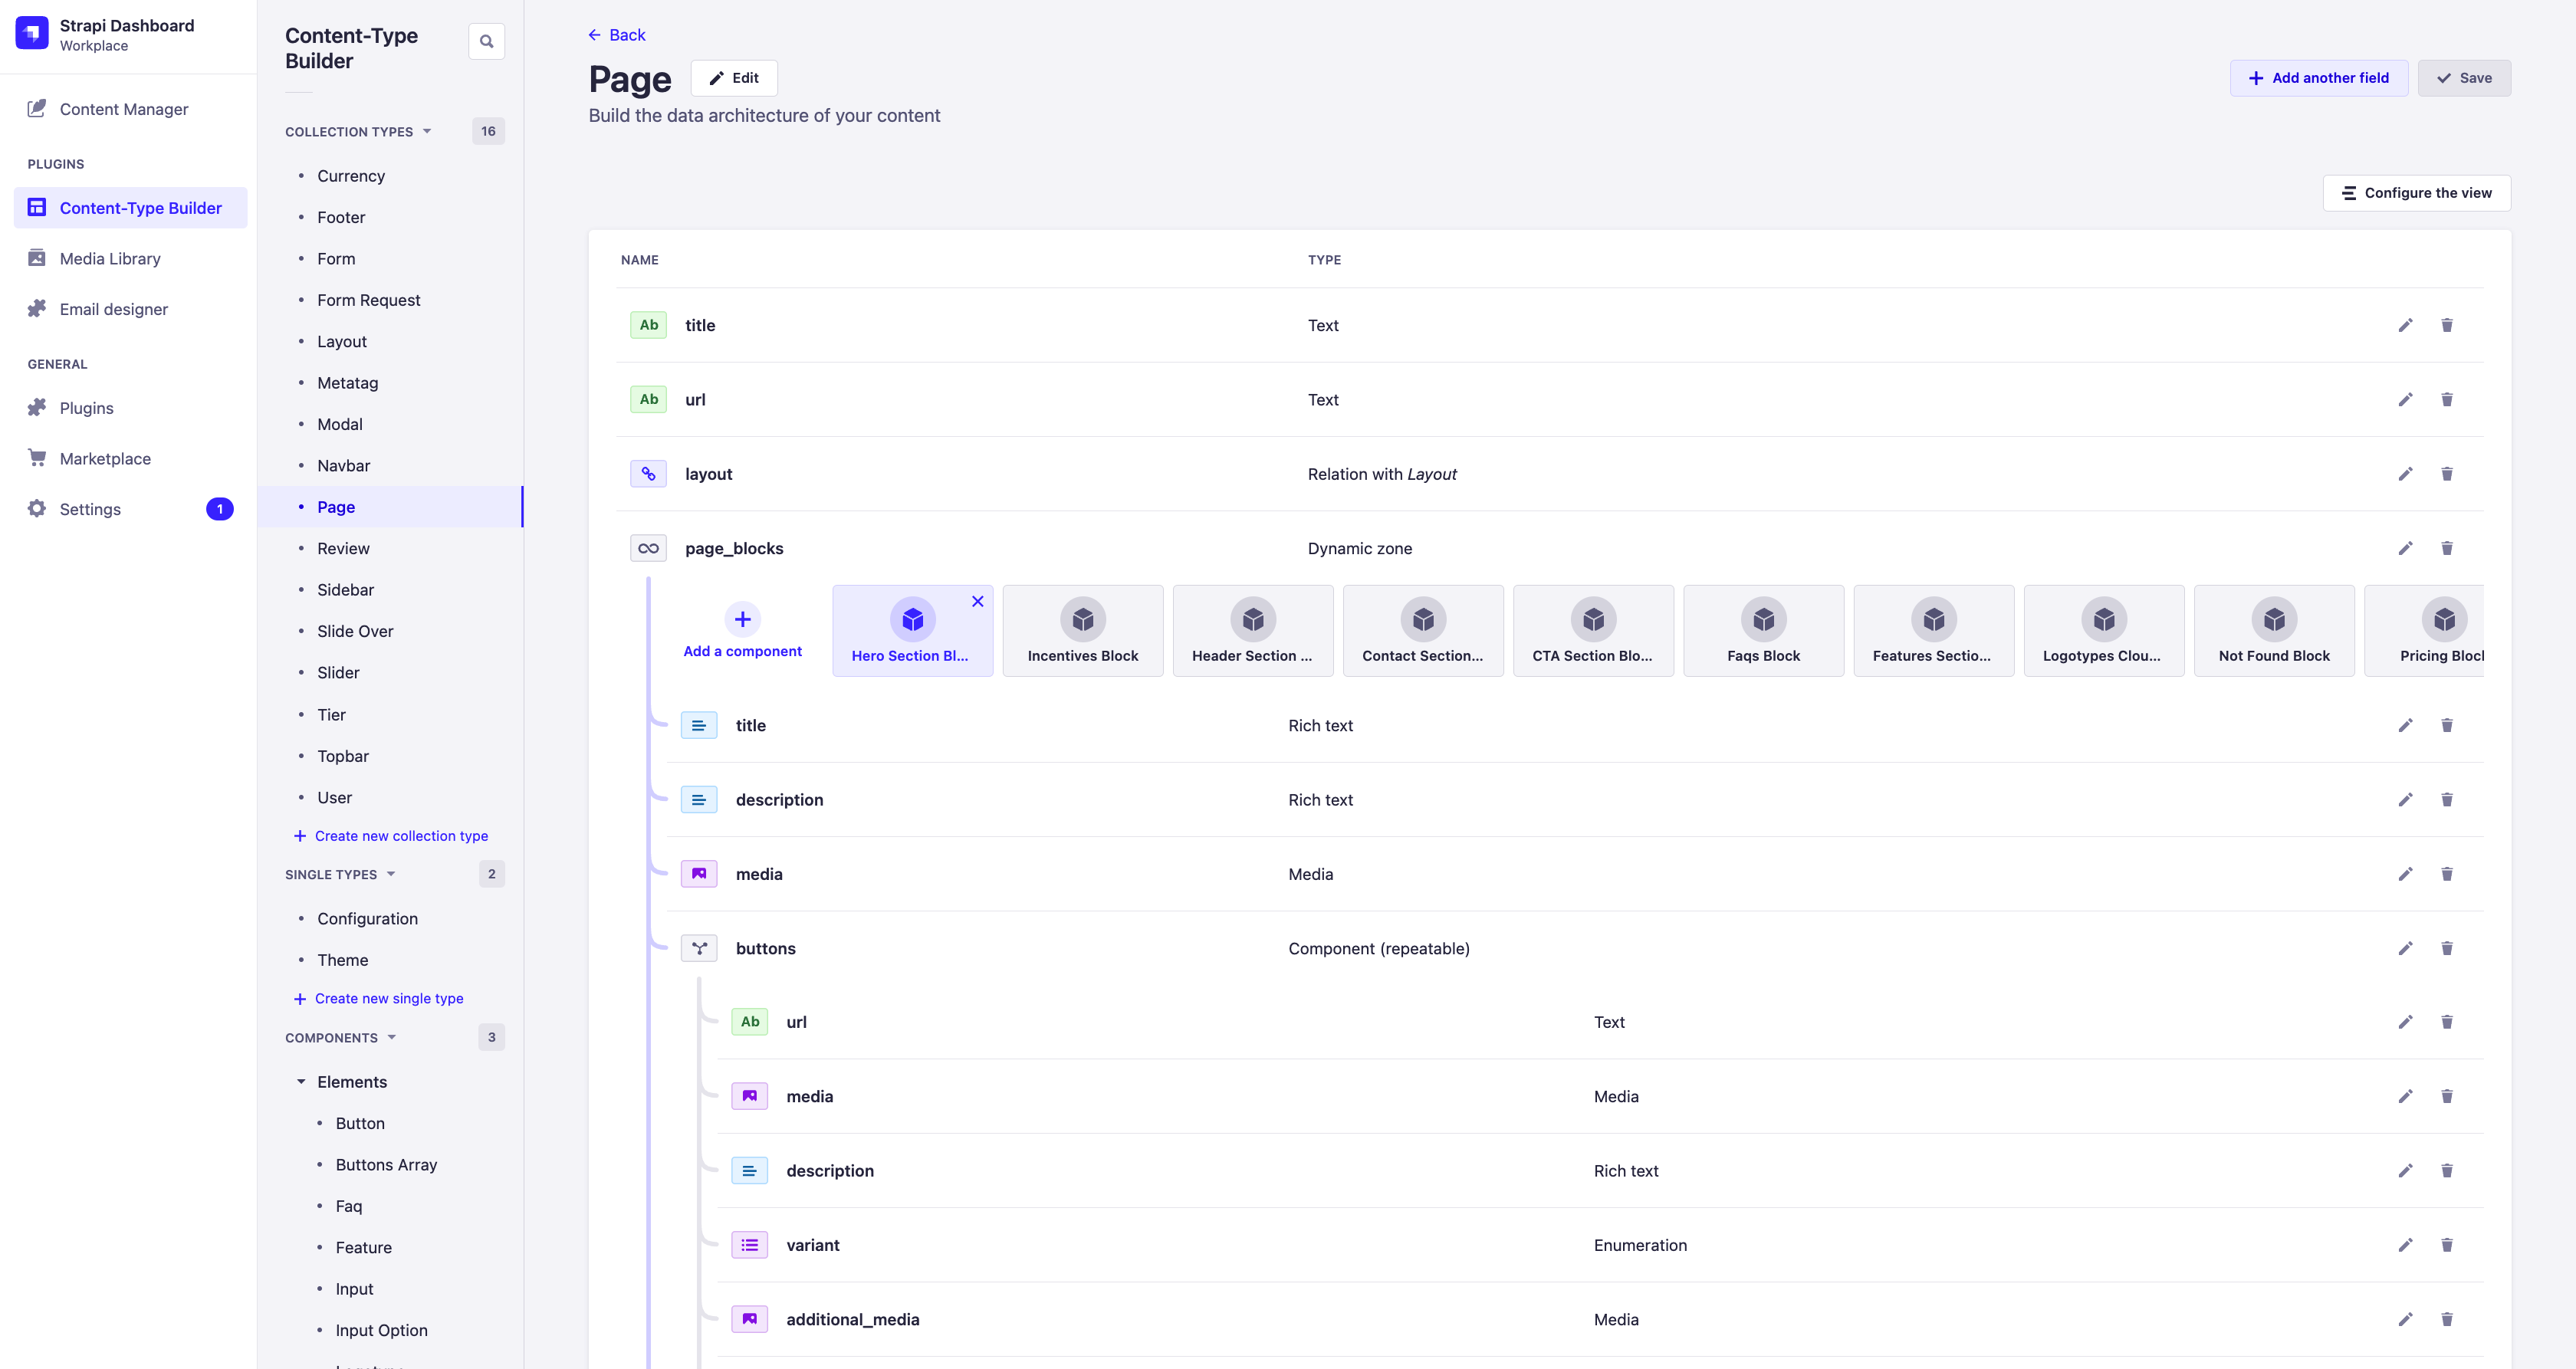 Strapi Dashboard
Workplace
Content Manager
PLUGINS
Content-Type Builder
Media Library
Email designer
GENERAL
Plugins
Marketplace
Settings
1
Content-Type
Builder
COLLECTION TYPES
16
Currency
Footer
Form
Form Request
Layout
Metatag
Modal
Navbar
Page
Review
Sidebar
Slide Over
Slider
Tier
Topbar
User
Create new collection type
SINGLE TYPES
2
Configuration
Theme
Create new single type
COMPONENTS
3
Elements
Button
Buttons Array
Faq
Feature
Input
Input Option
Back
Page
Edit
Build the data architecture of your content
Add another field
Save
Configure the view
NAME TYPE
Ab title Text
Ab url Text
layout Relation with Layout
page_blocks Dynamic zone
Add a component
Hero Section Bl...
Incentives Block
Header Section ...
Contact Section...
CTA Section Blo...
Faqs Block
Features Sectio...
Logotypes Clou...
Not Found Block
Pricing Block
title Rich text
description Rich text
media Media
buttons Component (repeatable)
Ab url Text
media Media
description Rich text
variant Enumeration
additional_media Media